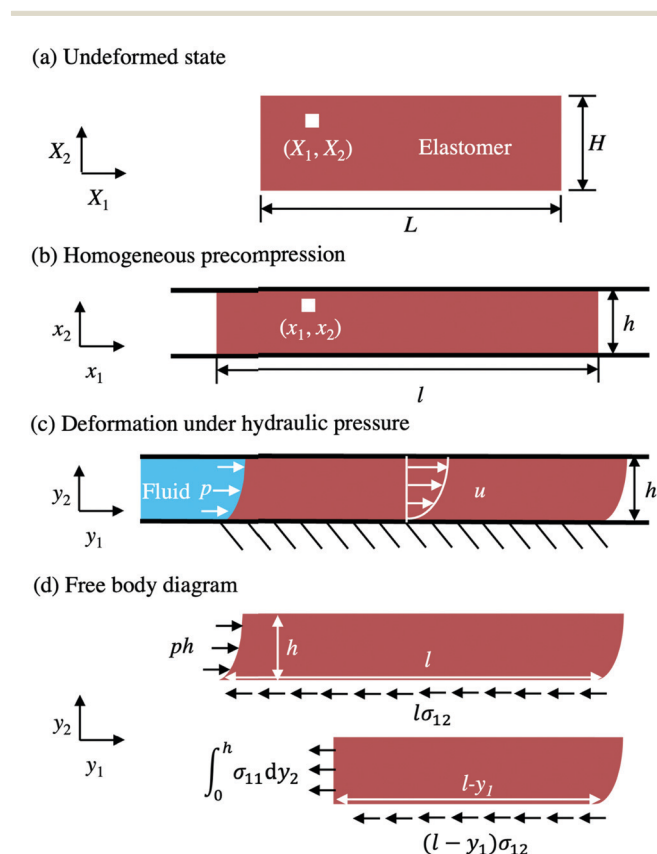 (a) Undeformed state
X₂
X₁
(X₁, X₂)
Elastomer
H
L
(b) Homogeneous precompression
x₂
x₁
(x₁, x₂)
h
l
(c) Deformation under hydraulic pressure
y₂
y₁
Fluid
p
u
h
(d) Free body diagram
ph
h
l
lσ₁₂
y₂
y₁
∫₀ʰ σ₁₁dy₂
l-y₁
(l − y₁)σ₁₂